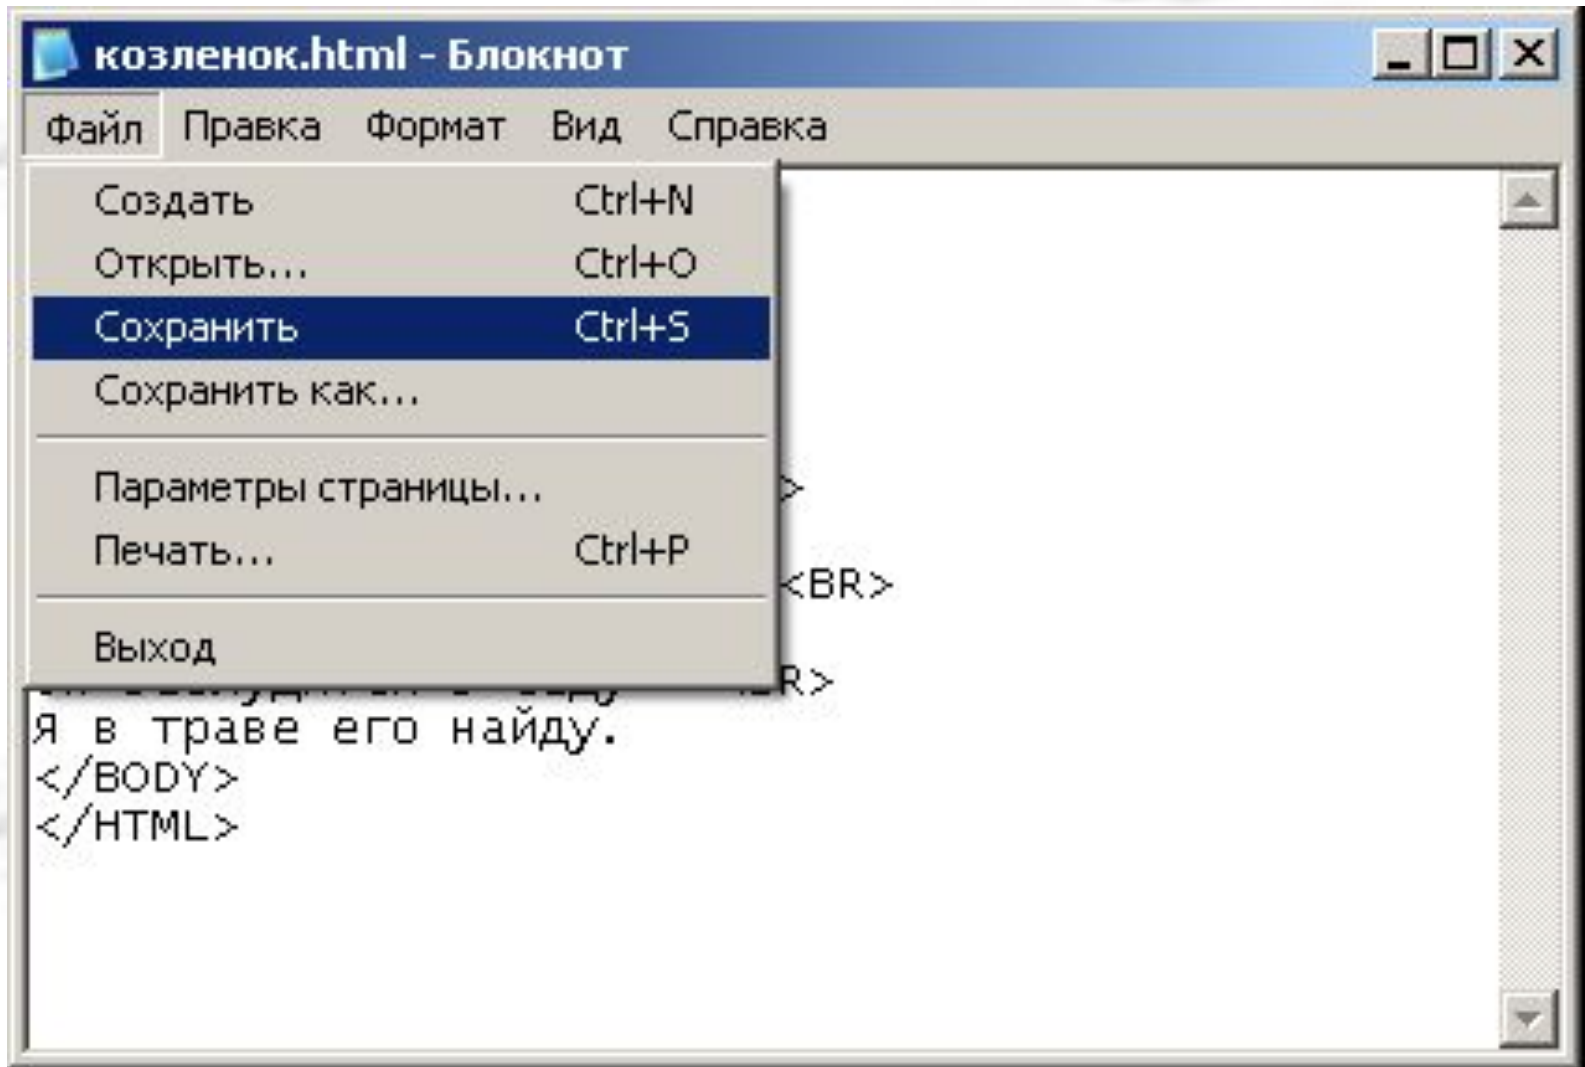 козленок.html - Блокнот
Файл Правка Формат Вид Справка
Создать Ctrl+N
Открыть... Ctrl+O
Сохранить Ctrl+S
Сохранить как...
Параметры страницы...
>
Печать... Ctrl+P
<BR>
Выход
R>
Я в траве его найду.
</BODY>
</HTML>